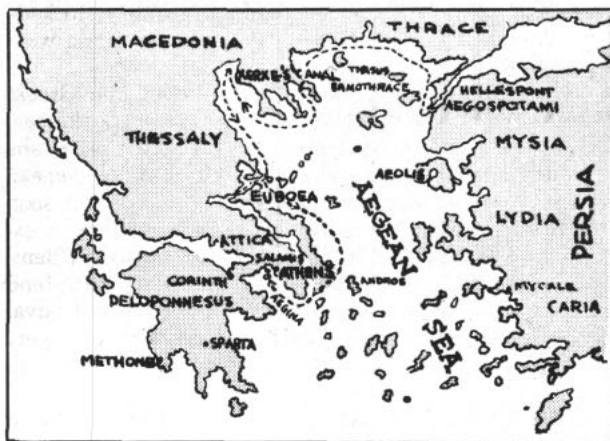 THRACE
MACEDONIA
XERXES CANAL
SAMOTHRACE
HELLESPONT
AEGOSPOTAMI
THESSALY
MYSIA
AEOLIS
EUBOEA
AEGEAN
SEA
PERSIA
LYDIA
ATTICA
SALAMIS
ATHENS
CORINTH
ANDROS
MYCALE
PELOPONNESUS
AEGINA
CARIA
SPARTA
METHONE